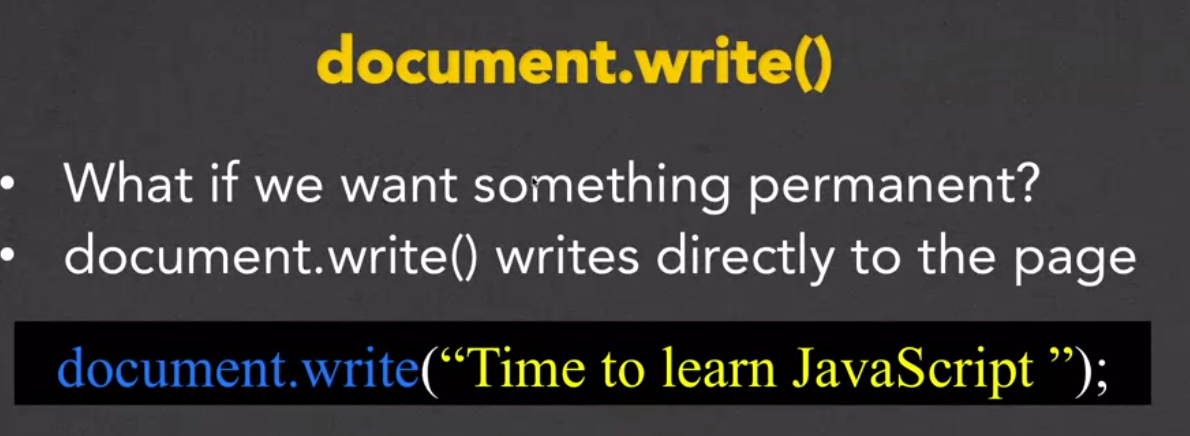 document.write()
• What if we want something permanent?
• document.write() writes directly to the page
document.write(“Time to learn JavaScript ”);